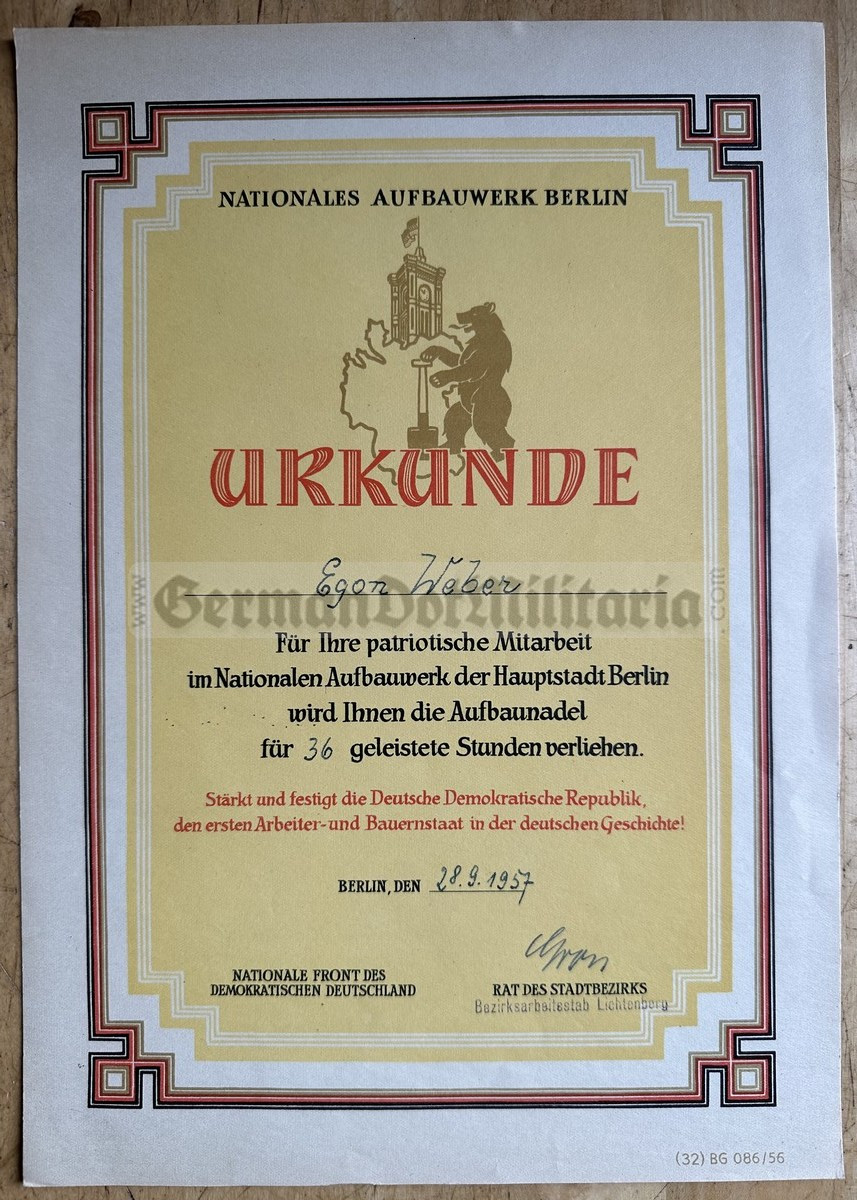 NATIONALES AUFBAUWERK BERLIN
URKUNDE
Egon Weber
www.GermanDotMilitaria.com
Für Ihre patriotische Mitarbeit
im Nationalen Aufbauwerk der Hauptstadt Berlin
wird Ihnen die Aufbaunadel
für 36 geleistete Stunden verliehen.
Stärkt und festigt die Deutsche Demokratische Republik,
den ersten Arbeiter- und Bauernstaat in der deutschen Geschichte!
BERLIN, DEN 28.9.1957
NATIONALE FRONT DES
DEMOKRATISCHEN DEUTSCHLAND
RAT DES STADTBEZIRKS
Bezirksarbeitsstab Lichtenberg
(32) BG 086/56